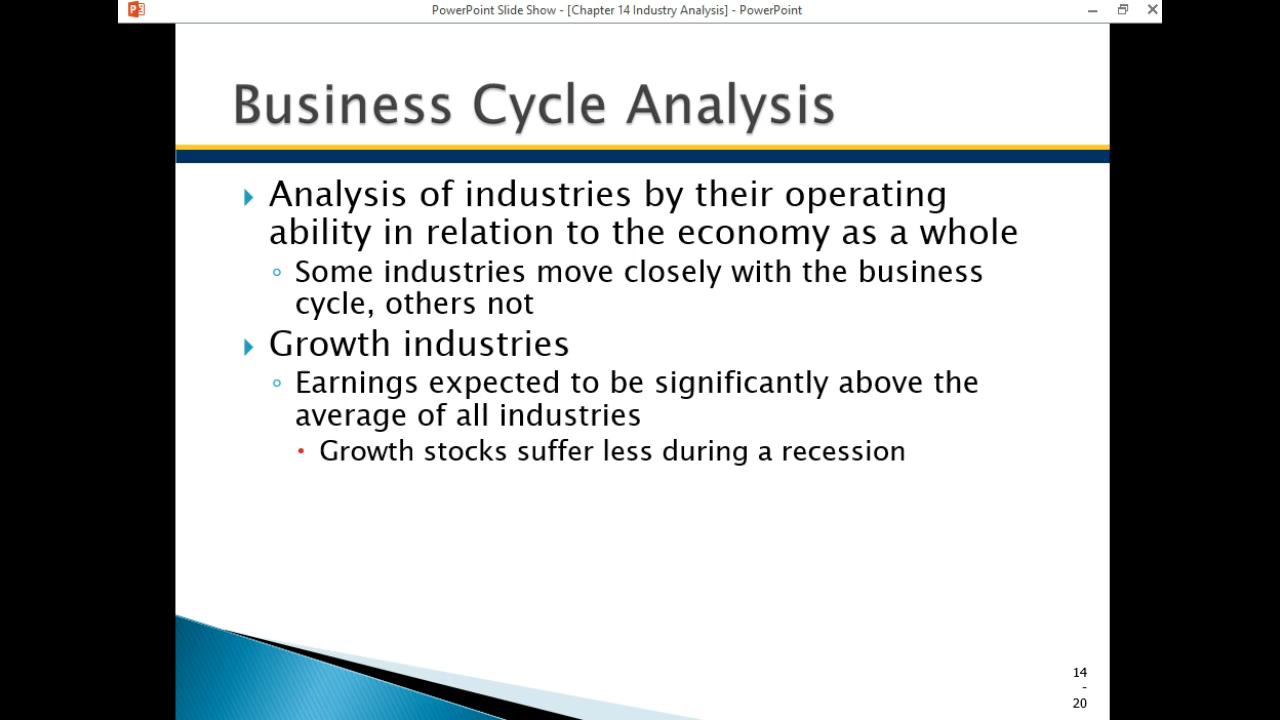 PowerPoint Slide Show - [Chapter 14 Industry Analysis] - PowerPoint
Business Cycle Analysis
Analysis of industries by their operating
ability in relation to the economy as a whole
Some industries move closely with the business
cycle, others not
Growth industries
Earnings expected to be significantly above the
average of all industries
Growth stocks suffer less during a recession
14
-
20